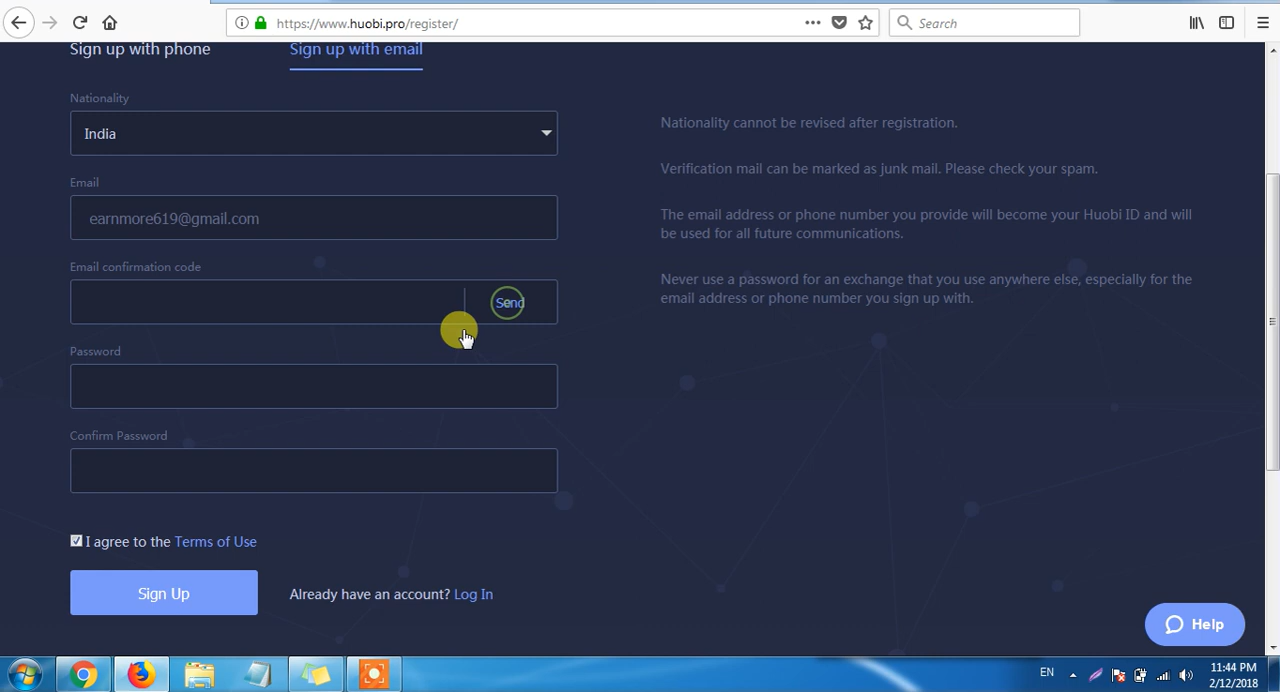 https://www.huobi.pro/register/
Search
Sign up with phone
Sign up with email
Nationality
India
Nationality cannot be revised after registration.
Verification mail can be marked as junk mail. Please check your spam.
Email
earnmore619@gmail.com
The email address or phone number you provide will become your Huobi ID and will
be used for all future communications.
Email confirmation code
Send
Never use a password for an exchange that you use anywhere else, especially for the
email address or phone number you sign up with.
Password
Confirm Password
I agree to the Terms of Use
Sign Up
Already have an account? Log In
Help
EN
11:44 PM
2/12/2018